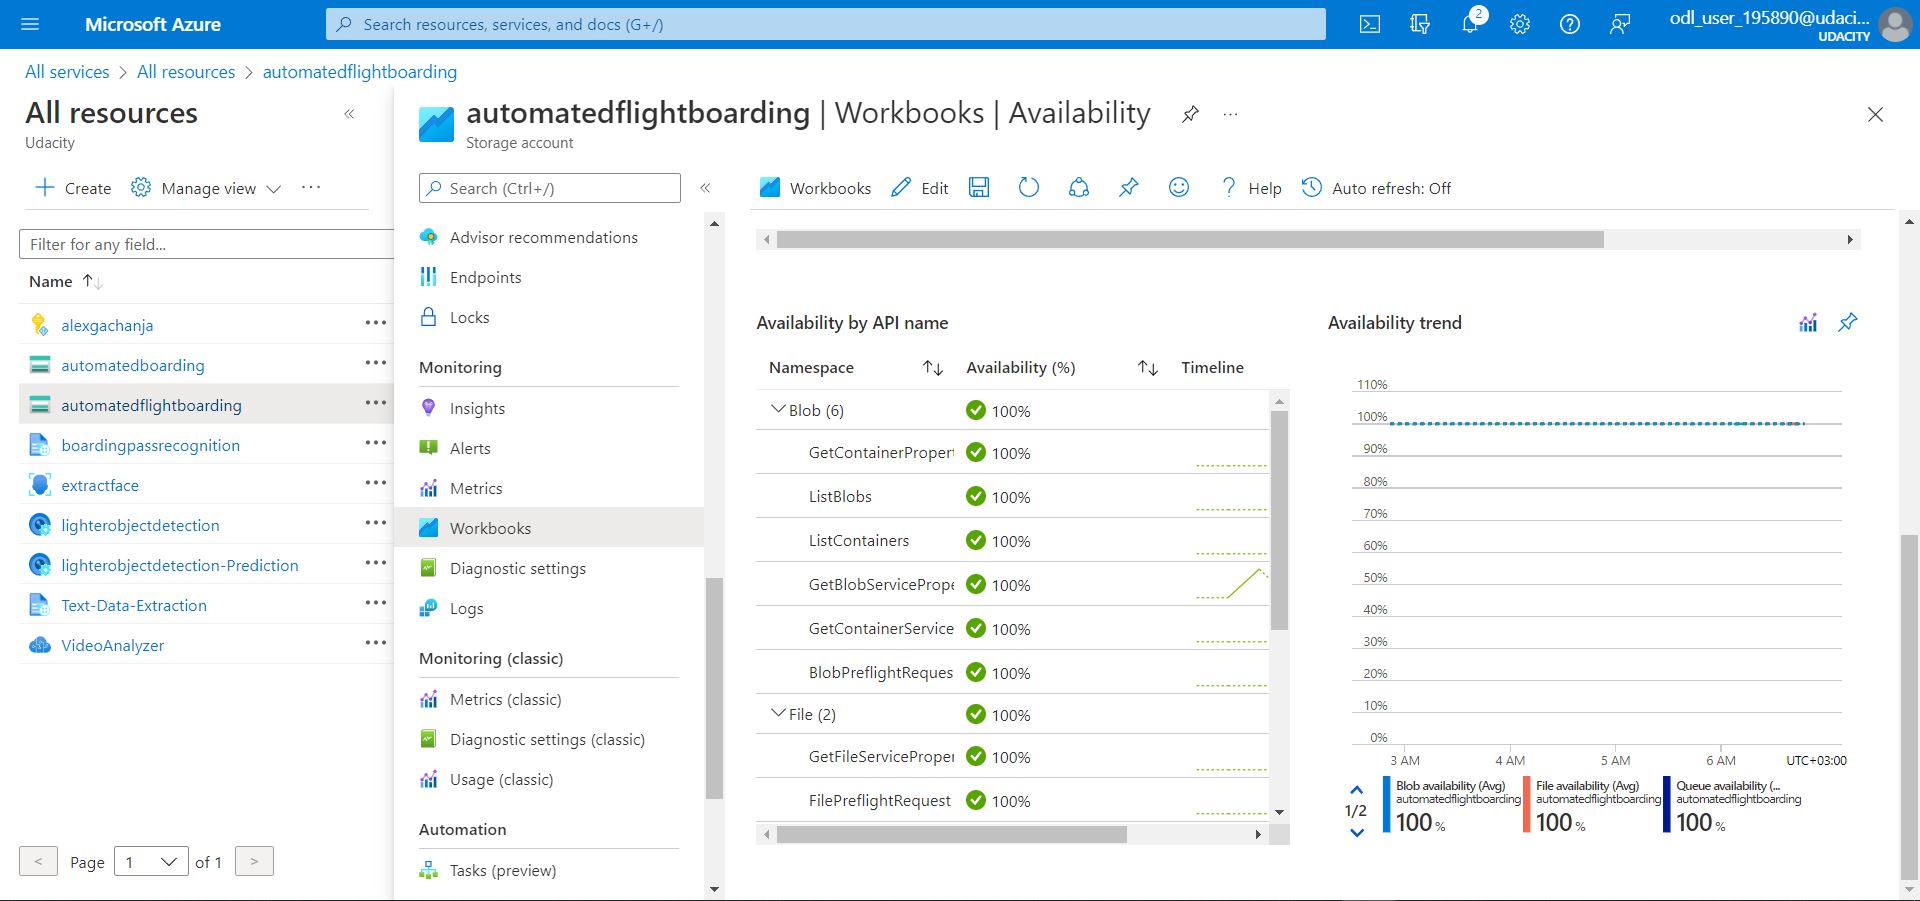 Microsoft Azure
Search resources, services, and docs (G+/)
2
odl_user_195890@udaci...
UDACITY
All services > All resources > automatedflightboarding
All resources
Udacity
Create
Manage view
Filter for any field...
Name
alexgachanja
automatedboarding
automatedflightboarding
boardingpassrecognition
extractface
lighterobjectdetection
lighterobjectdetection-Prediction
Text-Data-Extraction
VideoAnalyzer
< Page 1 of 1 >
automatedflightboarding | Workbooks | Availability
Storage account
Search (Ctrl+/)
Advisor recommendations
Endpoints
Locks
Monitoring
Insights
Alerts
Metrics
Workbooks
Diagnostic settings
Logs
Monitoring (classic)
Metrics (classic)
Diagnostic settings (classic)
Usage (classic)
Automation
Tasks (preview)
Workbooks
Edit
Help
Auto refresh: Off
Availability by API name
Namespace Availability (%) Timeline
Blob (6) 100%
GetContainerPropert 100%
ListBlobs 100%
ListContainers 100%
GetBlobServicePrope 100%
GetContainerService 100%
BlobPreflightReques 100%
File (2) 100%
GetFileServiceProper 100%
FilePreflightRequest 100%
Availability trend
110%
100%
90%
80%
70%
60%
50%
40%
30%
20%
10%
0%
3 AM 4 AM 5 AM 6 AM UTC+03:00
1/2
Blob availability (Avg)
automatedflightboarding
100 %
File availability (Avg)
automatedflightboarding
100 %
Queue availability (...
automatedflightboarding
100 %